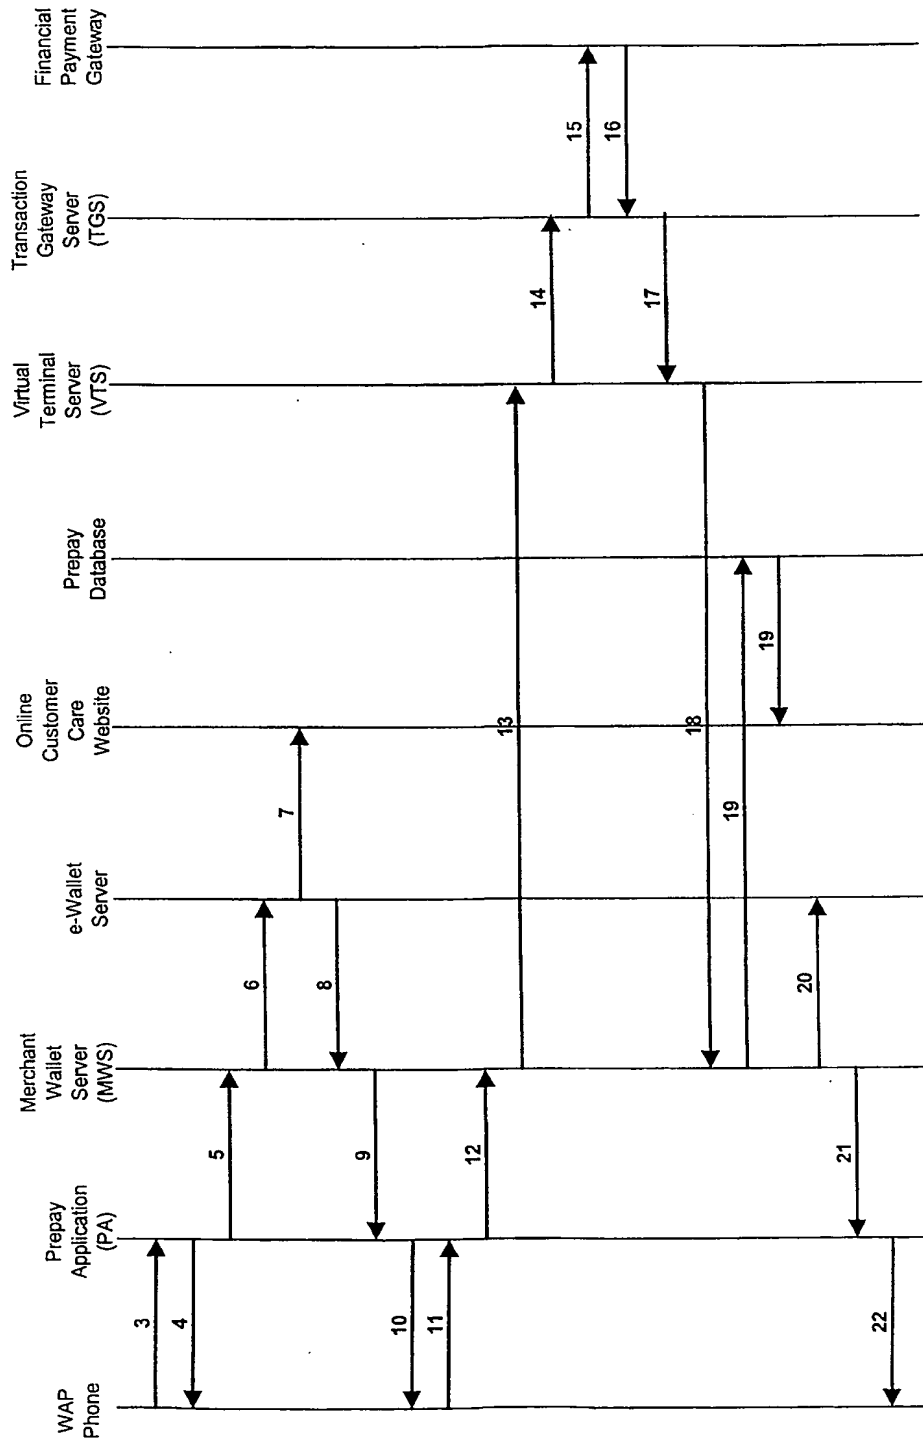 WAP
Phone
Prepay
Application
(PA)
Merchant
Wallet
Server
(MWS)
e-Wallet
Server
Online
Customer
Care
Website
Prepay
Database
Virtual
Terminal
Server
(VTS)
Transaction
Gateway
Server
(TGS)
Financial
Payment
Gateway
3
4
5
6
7
8
9
10
11
12
13
14
15
16
17
18
19
19
20
21
22